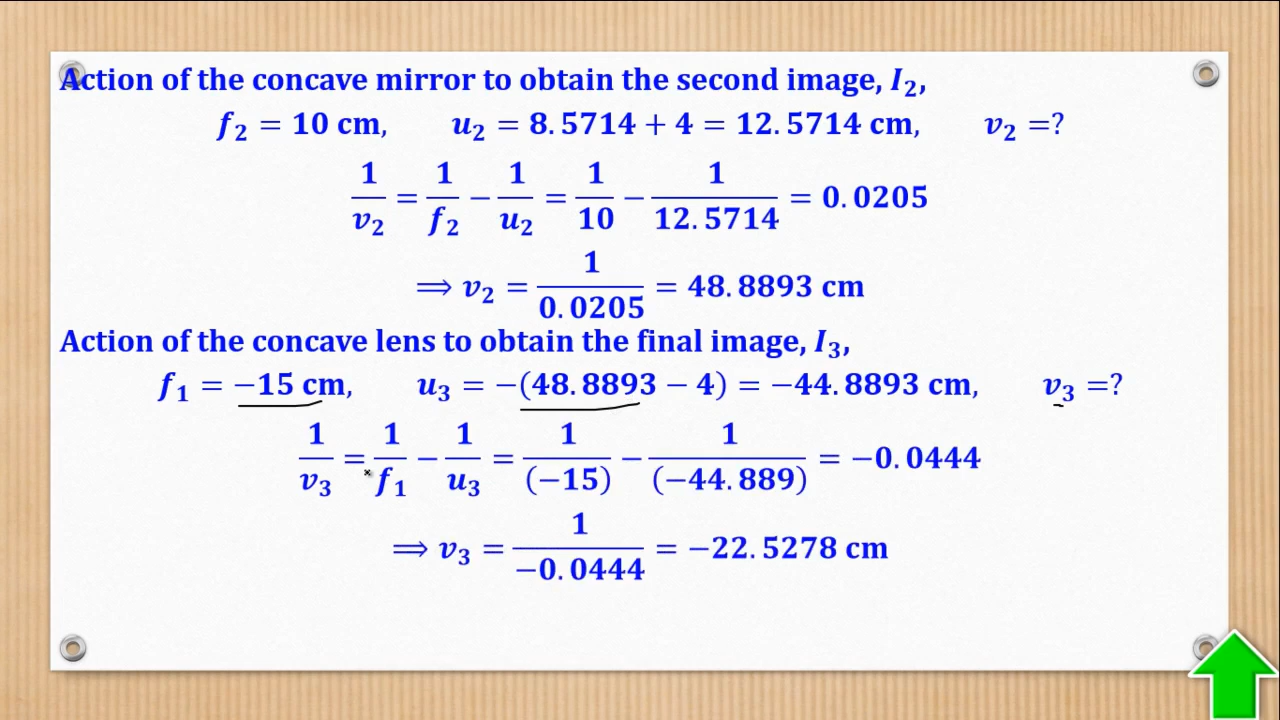 Action of the concave mirror to obtain the second image, I₂,
f₂ = 10 cm, u₂ = 8.5714 + 4 = 12.5714 cm, v₂ =?
1/v₂ = 1/f₂ − 1/u₂ = 1/10 − 1/12.5714 = 0.0205
⟹ v₂ = 1/0.0205 = 48.8893 cm
Action of the concave lens to obtain the final image, I₃,
f₁ = −15 cm, u₃ = −(48.8893 − 4) = −44.8893 cm, v₃ =?
1/v₃ = 1/f₁ − 1/u₃ = 1/(−15) − 1/(−44.889) = −0.0444
⟹ v₃ = 1/−0.0444 = −22.5278 cm